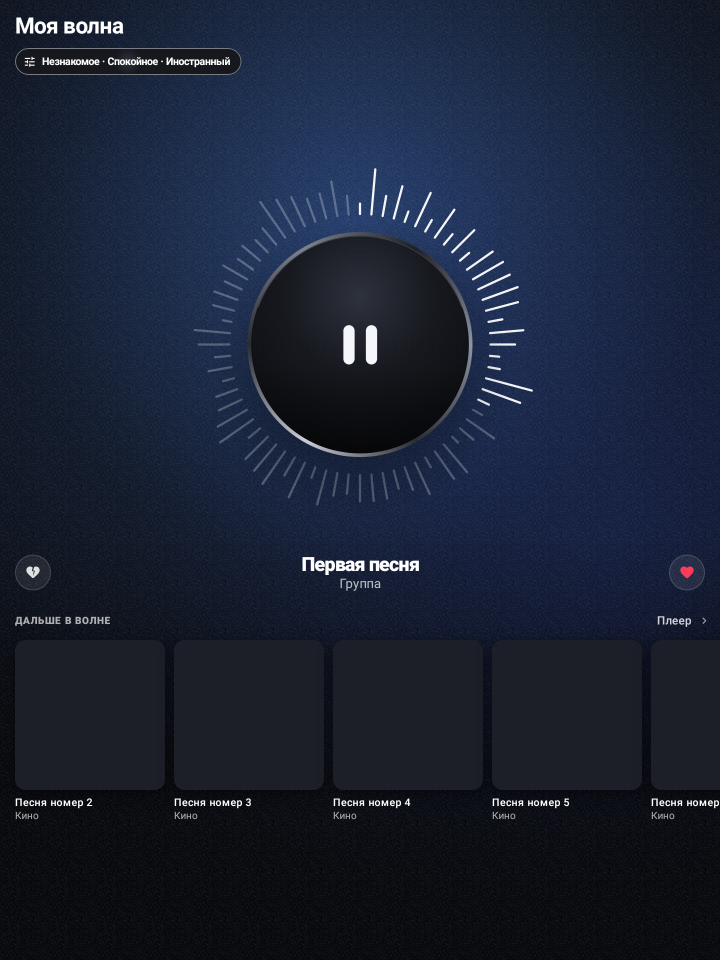 Моя волна
Незнакомое · Спокойное · Иностранный
Первая песня
Группа
ДАЛЬШЕ В ВОЛНЕ
Плеер
Песня номер 2
Песня номер 3
Песня номер 4
Песня номер 5
Песня номер
Кино
Кино
Кино
Кино
Кино